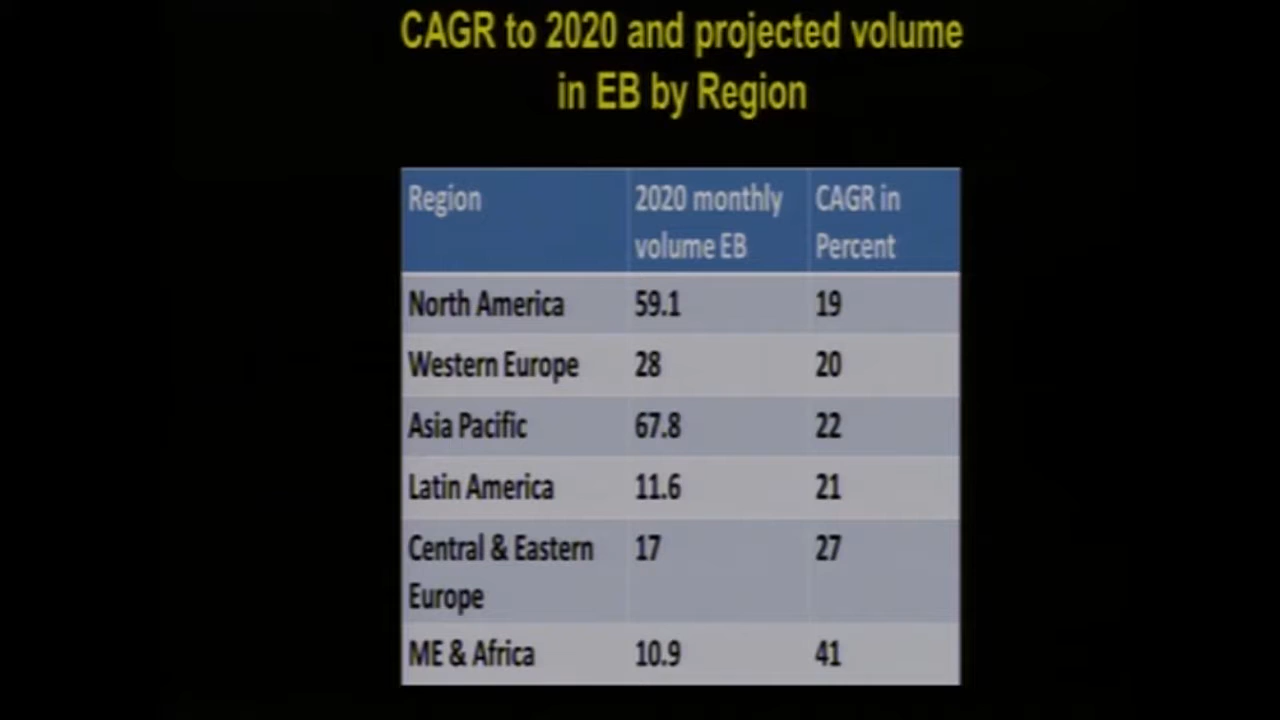 CAGR to 2020 and projected volume
in EB by Region
Region 2020 monthly CAGR in
volume EB Percent
North America 59.1 19
Western Europe 28 20
Asia Pacific 67.8 22
Latin America 11.6 21
Central & Eastern 17 27
Europe
ME & Africa 10.9 41